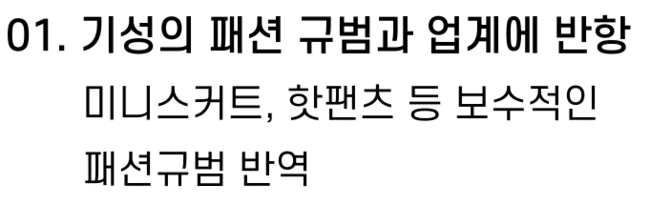 01. 기성의 패션 규범과 업계에 반항
미니스커트, 핫팬츠 등 보수적인
패션규범 반역